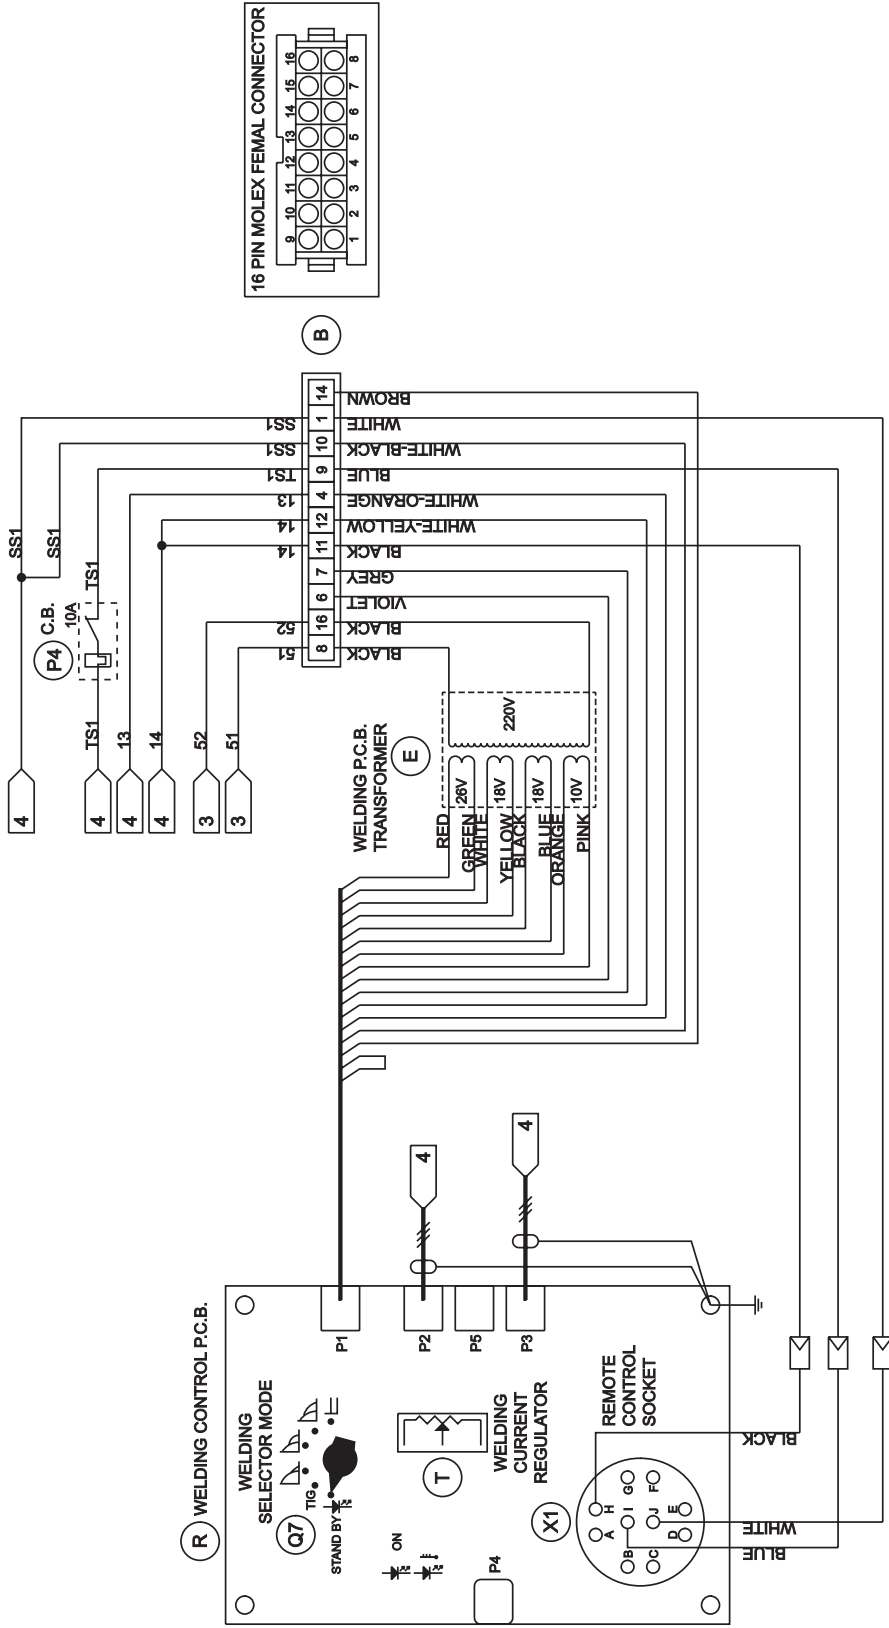 16 PIN MOLEX FEMAL CONNECTOR
9 10 11 12 13 14 15 16
1 2 3 4 5 6 7 8
B
SS1
SS1
TS1
C.B.
10A
P4
TS1
13
14
52
51
4
4
4
4
3
3
SS1
SS1
TS1
13
14
14
52
51
14
1
10
9
4
12
11
7
6
16
8
BROWN
WHITE
WHITE-BLACK
BLUE
WHITE-ORANGE
WHITE-YELLOW
BLACK
GREY
VIOLET
BLACK
BLACK
WELDING P.C.B.
TRANSFORMER
E
220V
26V
18V
18V
10V
RED
GREEN
WHITE
YELLOW
BLACK
BLUE
ORANGE
PINK
4
4
R
WELDING CONTROL P.C.B.
P1
P2
P5
P3
WELDING
SELECTOR MODE
Q7
TIG
STAND BY
ON
P4
T
WELDING
CURRENT
REGULATOR
X1
REMOTE
CONTROL
SOCKET
A
B
C
D
E
F
G
H
I
J
BLACK
WHITE
BLUE